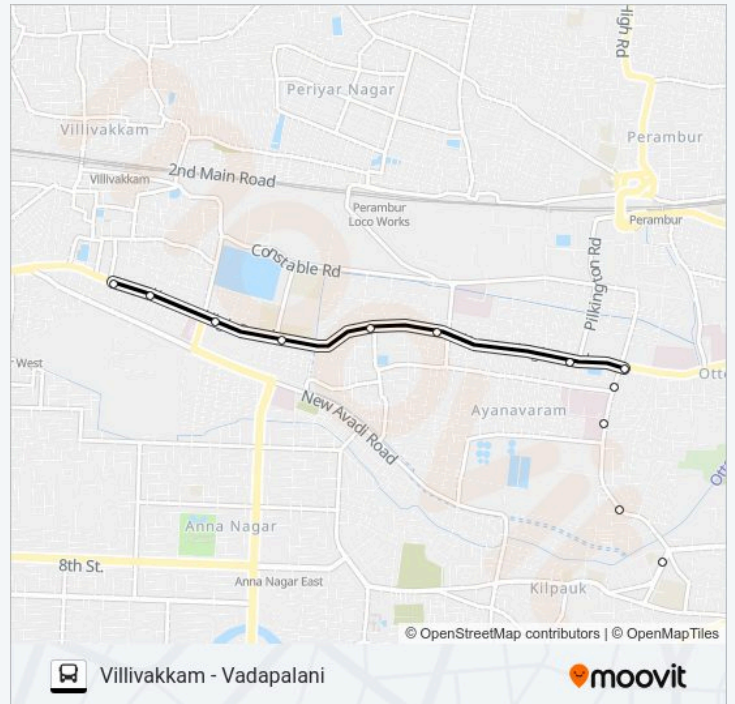 High Rd
Periyar Nagar
Villivakkam
Perambur
2nd Main Road
Villivakkam
Perambur
Loco Works
Perambur
Constable Rd
Pilkington Rd
West
Otte
New Avadi Road
Ayanavaram
Anna Nagar
8th St.
Anna Nagar East
Kilpauk
© OpenStreetMap contributors | © OpenMapTiles
Villivakkam - Vadapalani
moovit